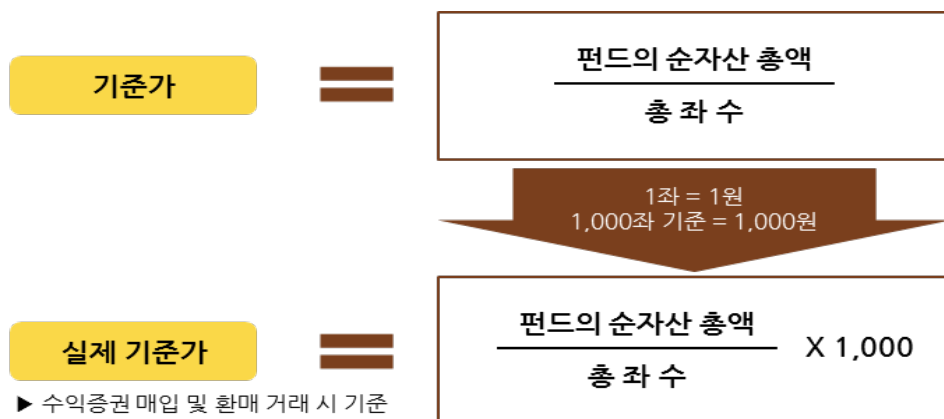 기준가
펀드의 순자산 총액
총 좌 수
1좌 = 1원
1,000좌 기준 = 1,000원
실제 기준가
펀드의 순자산 총액
총 좌 수
X 1,000
▶ 수익증권 매입 및 환매 거래 시 기준